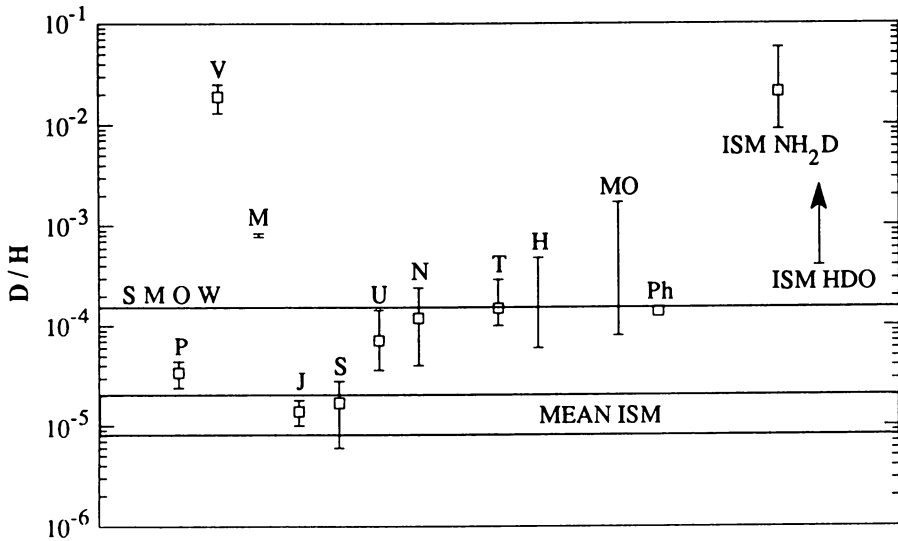 10^-1
V
10^-2
ISM NH_2D
MO
M
10^-3
H
T
N
ISM HDO
D / H
S M O W
U
Ph
10^-4
P
J
S
10^-5
MEAN ISM
10^-6